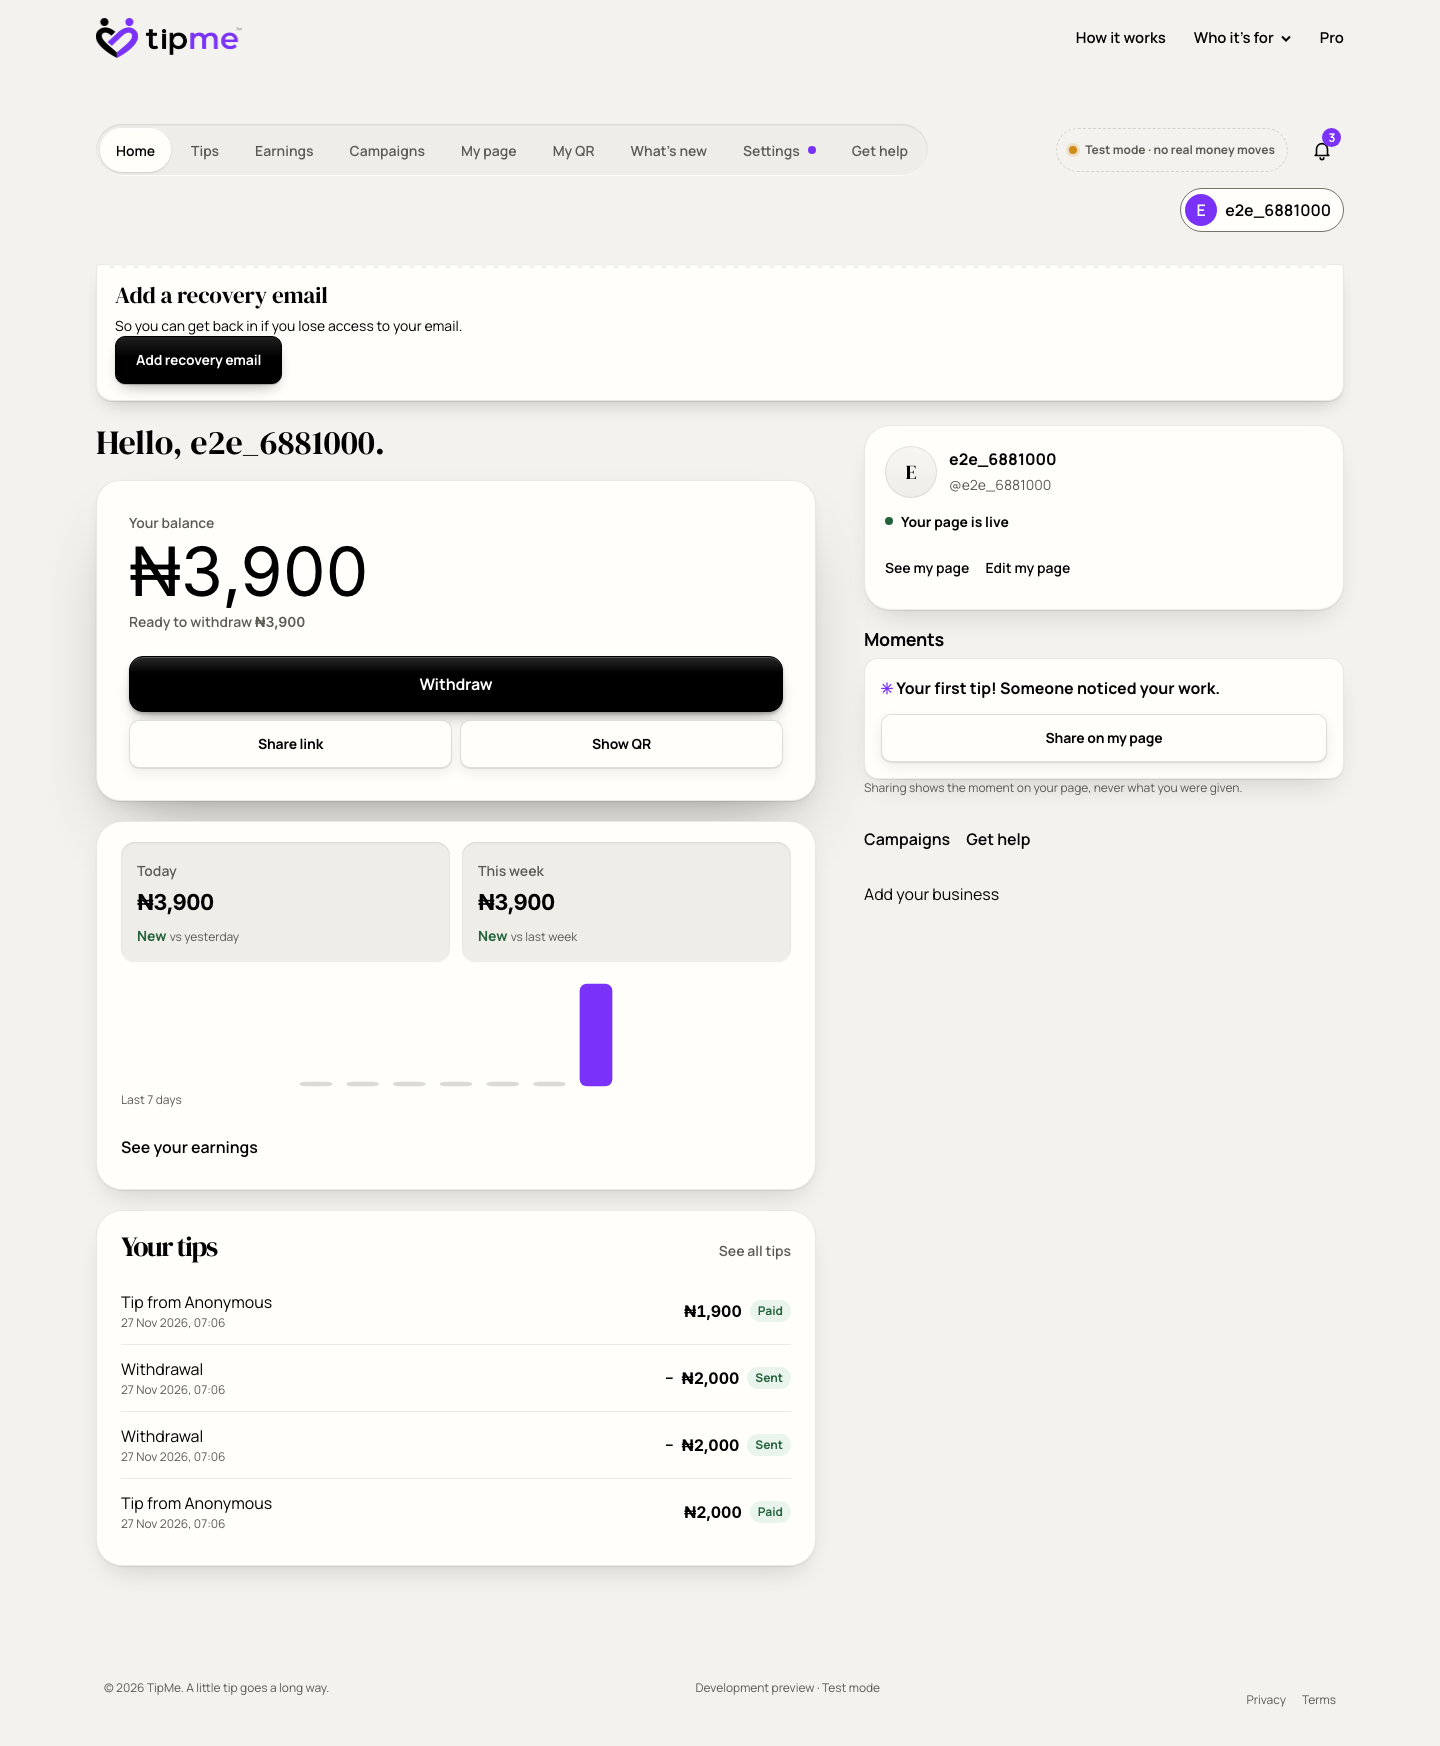 tipme
How it works
Who it's for
Pro
Home
Tips
Earnings
Campaigns
My page
My QR
What's new
Settings
Get help
Test mode · no real money moves
3
E
e2e_6881000
Add a recovery email
So you can get back in if you lose access to your email.
Add recovery email
Hello, e2e_6881000.
Your balance
₦3,900
Ready to withdraw ₦3,900
Withdraw
Share link
Show QR
Today
₦3,900
New vs yesterday
This week
₦3,900
New vs last week
Last 7 days
See your earnings
Your tips
See all tips
Tip from Anonymous
27 Nov 2026, 07:06
₦1,900
Paid
Withdrawal
27 Nov 2026, 07:06
− ₦2,000
Sent
Withdrawal
27 Nov 2026, 07:06
− ₦2,000
Sent
Tip from Anonymous
27 Nov 2026, 07:06
₦2,000
Paid
E
e2e_6881000
@e2e_6881000
Your page is live
See my page
Edit my page
Moments
Your first tip! Someone noticed your work.
Share on my page
Sharing shows the moment on your page, never what you were given.
Campaigns
Get help
Add your business
© 2026 TipMe. A little tip goes a long way.
Development preview · Test mode
Privacy
Terms